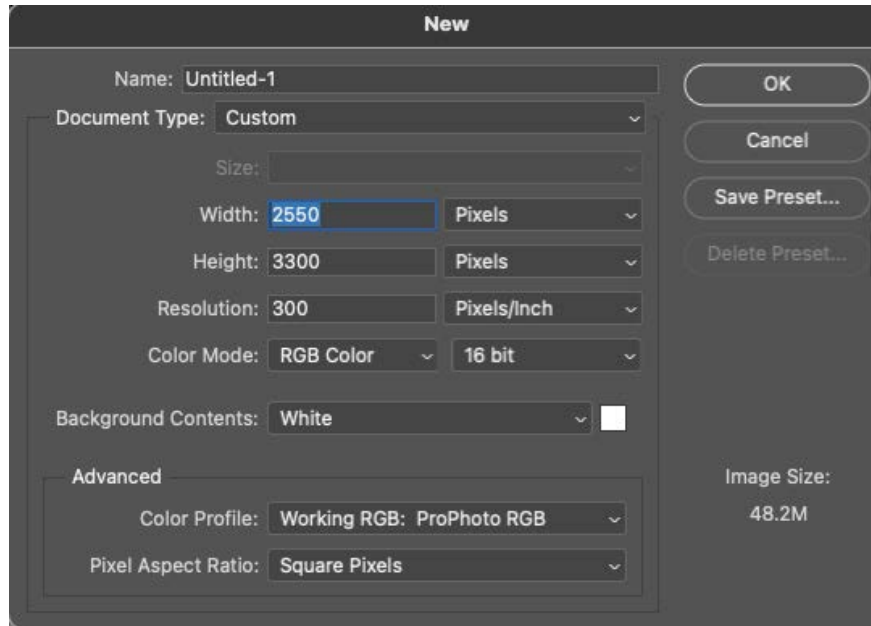 New
Name: Untitled-1
OK
Document Type: Custom
Cancel
Size:
Save Preset...
Width: 2550 Pixels
Delete Preset...
Height: 3300 Pixels
Resolution: 300 Pixels/Inch
Color Mode: RGB Color 16 bit
Background Contents: White
Advanced
Image Size:
48.2M
Color Profile: Working RGB: ProPhoto RGB
Pixel Aspect Ratio: Square Pixels